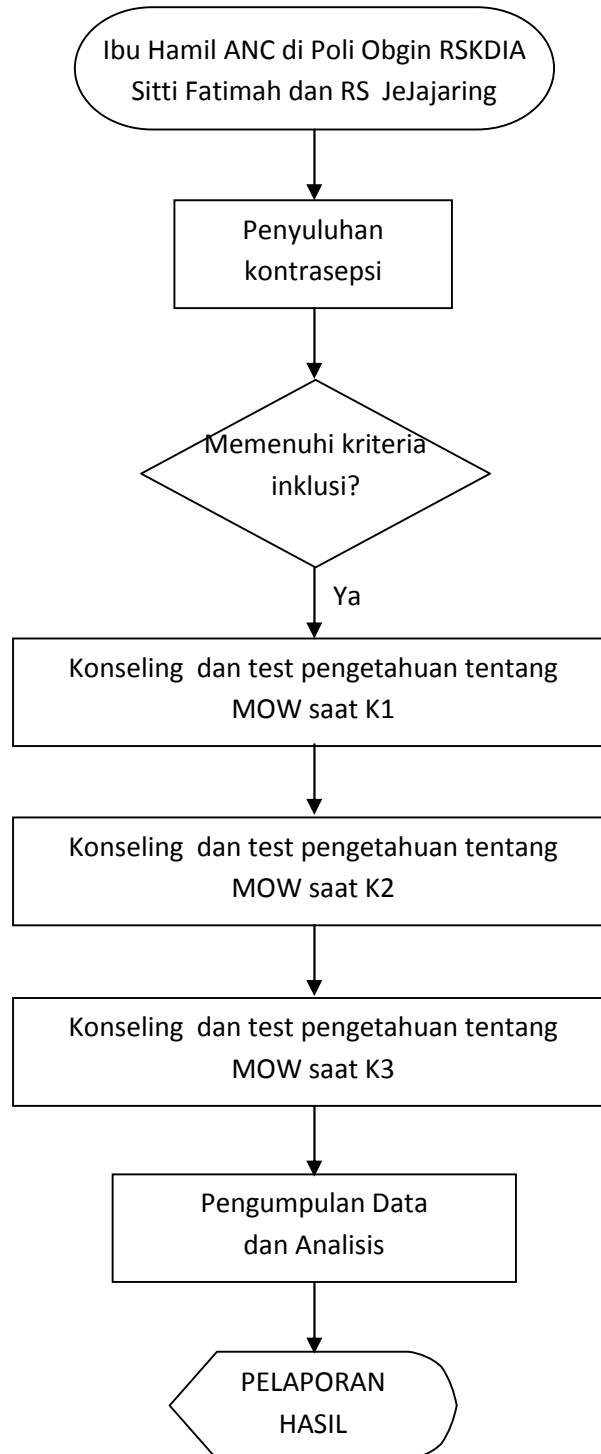 Ibu Hamil ANC di Poli Obgin RSKDIA
Sitti Fatimah dan RS JeJajaring
Penyuluhan
kontrasepsi
Memenuhi kriteria
inklusi?
Ya
Konseling dan test pengetahuan tentang
MOW saat K1
Konseling dan test pengetahuan tentang
MOW saat K2
Konseling dan test pengetahuan tentang
MOW saat K3
Pengumpulan Data
dan Analisis
PELAPORAN
HASIL